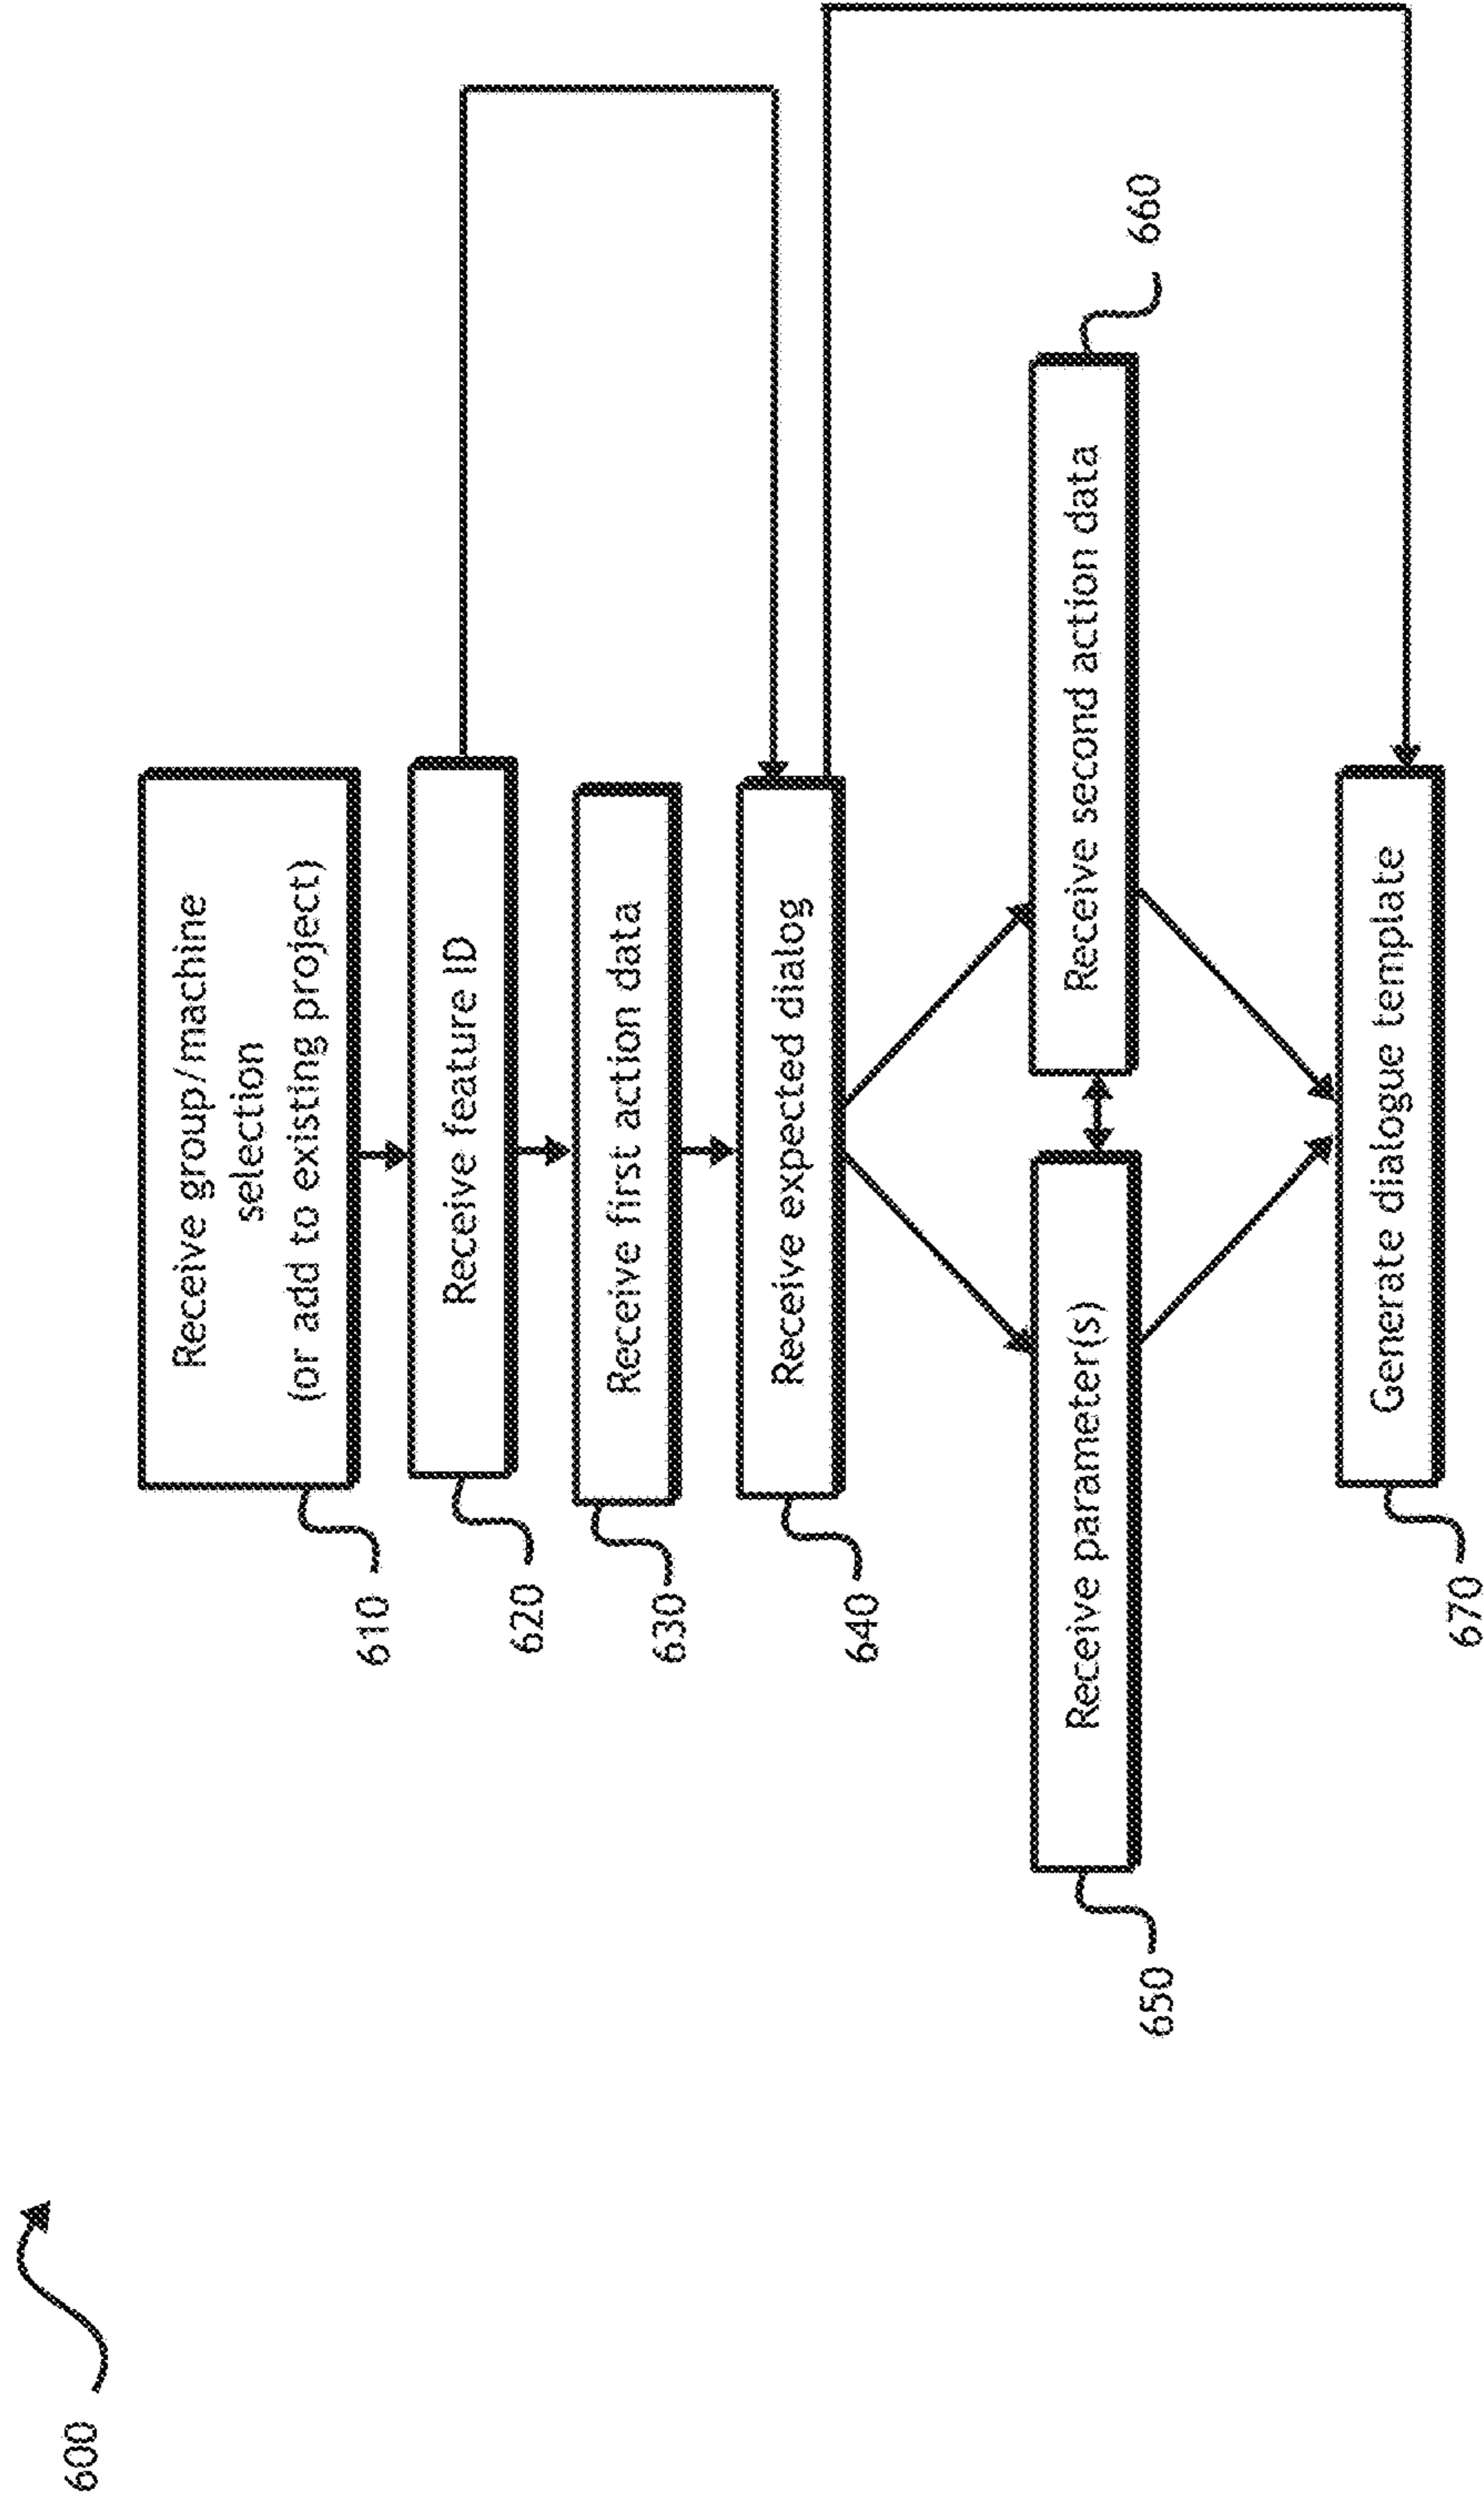 600
Receive group/machine
selection
(or add to existing project)
610
Receive feature ID
620
Receive first action data
630
Receive expected dialog
640
Receive parameter(s)
650
Receive second action data
660
Generate dialogue template
670